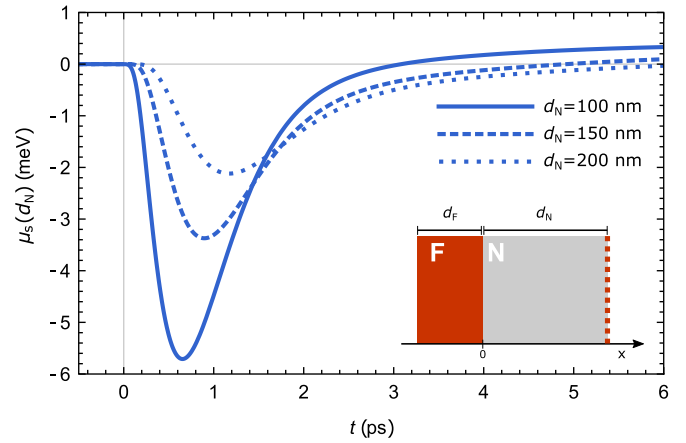 1
0
-1
-2
-3
-4
-5
-6
μs(dN) (meV)
dN=100 nm
dN=150 nm
dN=200 nm
dF
dN
F
N
0
x
0
1
2
3
4
5
6
t (ps)